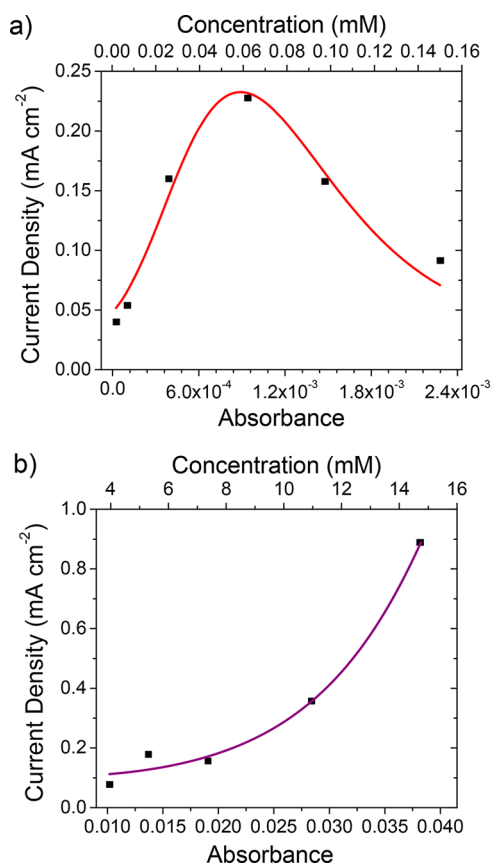 a)
Concentration (mM)
0.00 0.02 0.04 0.06 0.08 0.10 0.12 0.14 0.16
0.25
0.20
0.15
0.10
0.05
0.00
Current Density (mA cm⁻²)
0.0 6.0x10⁻⁴ 1.2x10⁻³ 1.8x10⁻³ 2.4x10⁻³
Absorbance
b)
Concentration (mM)
4 6 8 10 12 14 16
1.0
0.8
0.6
0.4
0.2
0.0
Current Density (mA cm⁻²)
0.010 0.015 0.020 0.025 0.030 0.035 0.040
Absorbance